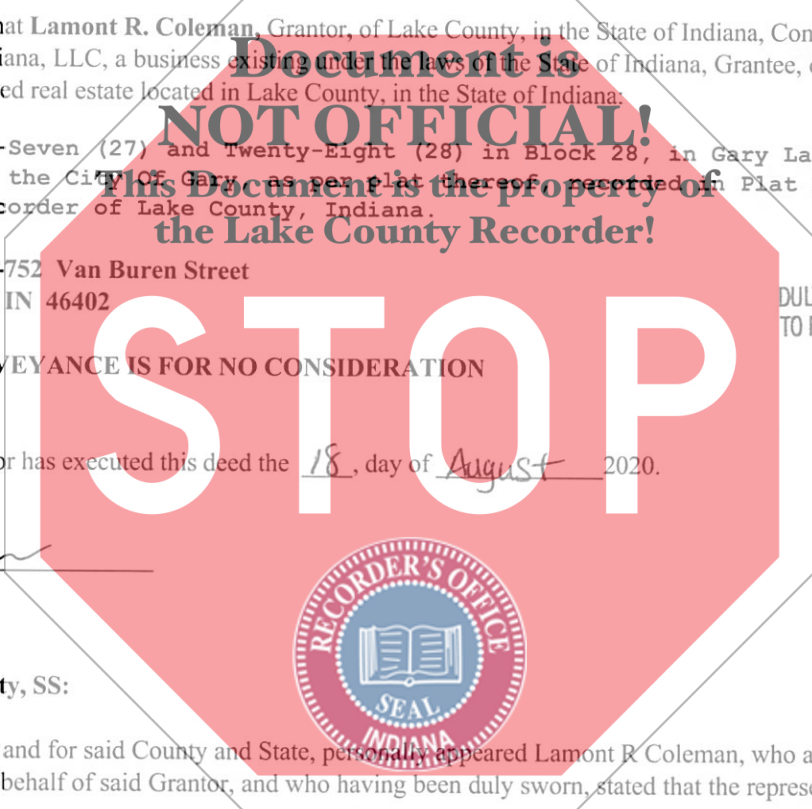 at Lamont R. Coleman, Grantor, of Lake County, in the State of Indiana, Con
iana, LLC, a business existing under the laws of the State of Indiana, Grantee,
ed real estate located in Lake County, in the State of Indiana:
Document is
NOT OFFICIAL!
This Document is the property of
the Lake County Recorder!
-Seven (27) and Twenty-Eight (28) in Block 28, in Gary La
the City Of Gary, as per plat thereof, recorded in Plat
corder of Lake County, Indiana.
-752 Van Buren Street
IN 46402
DUL
TO
STOP
VEYANCE IS FOR NO CONSIDERATION
r has executed this deed the 18, day of August 2020.
RECORDER'S OFFICE
SEAL
INDIANA
ty, SS:
and for said County and State, personally appeared Lamont R Coleman, who a
behalf of said Grantor, and who having been duly sworn, stated that the repres